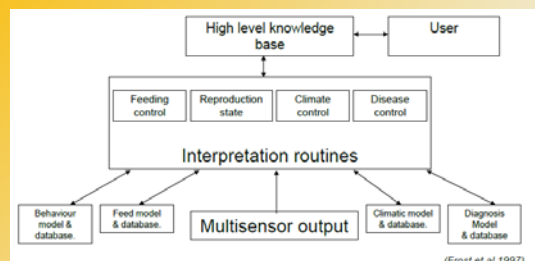 High level knowledge
base
User
Feeding
control
Reproduction
state
Climate
control
Disease
control
Interpretation routines
Behaviour
model &
database.
Feed model
& database.
Multisensor output
Climatic model
& database.
Diagnosis
Model
& database
(Frost et al 1997)